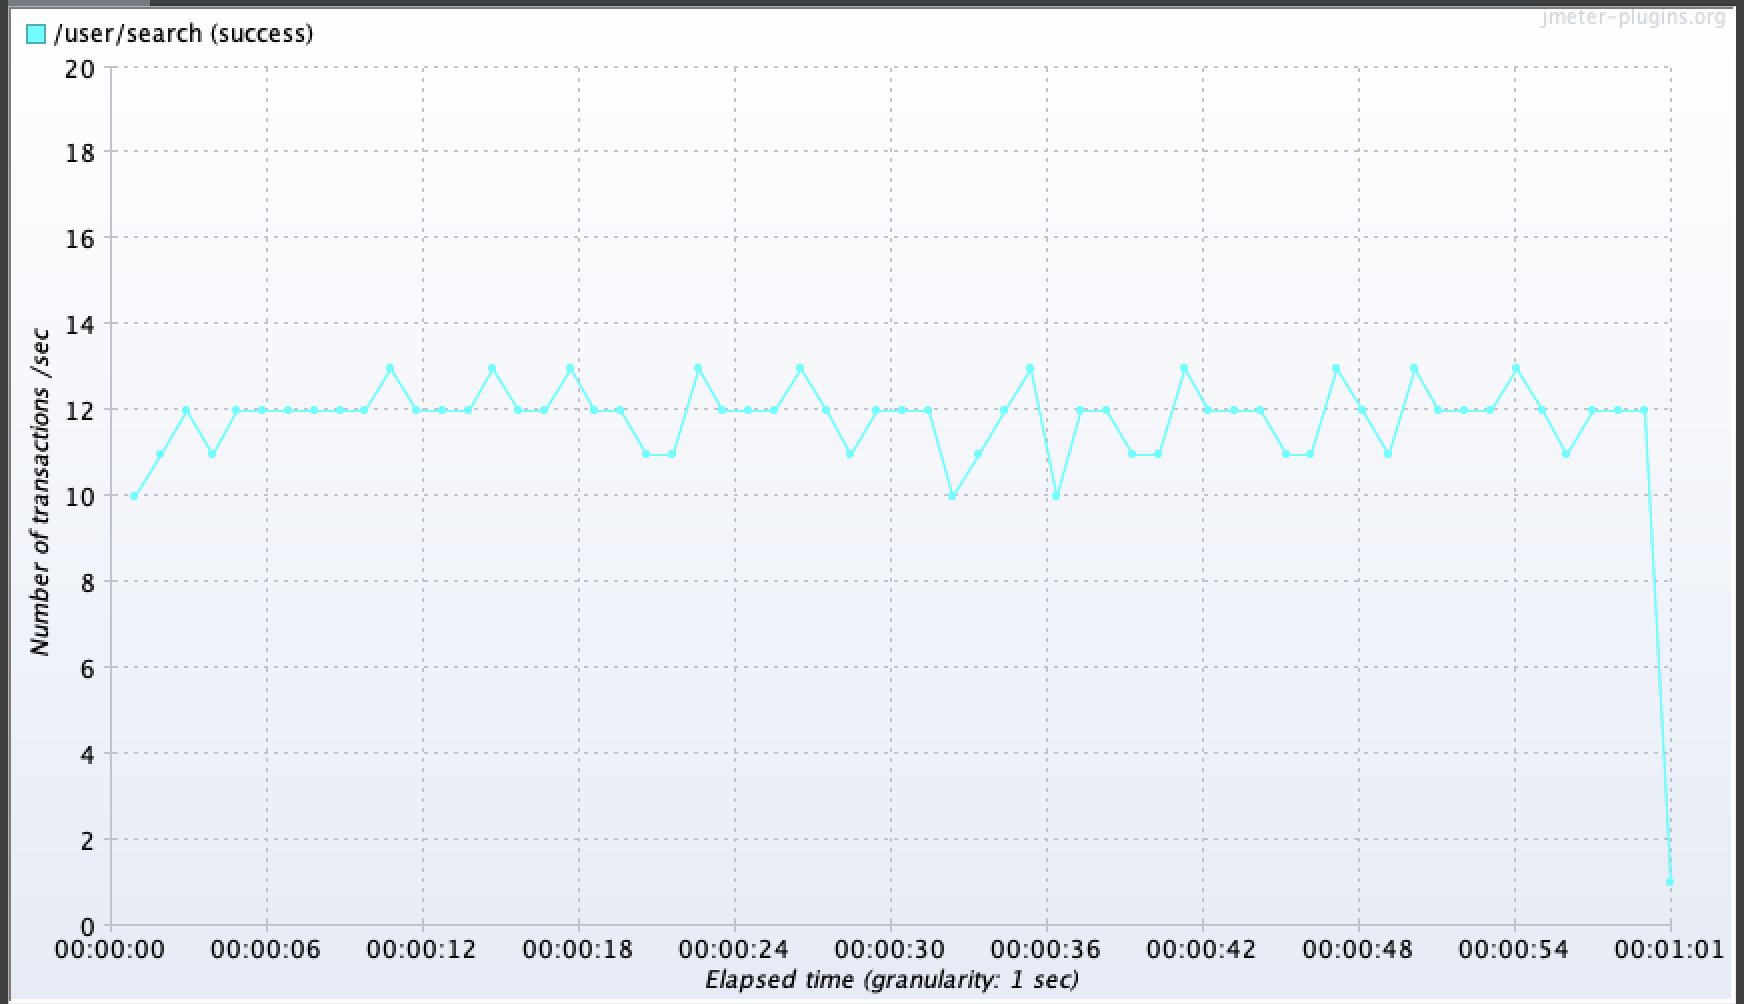 jmeter-plugins.org
/user/search (success)
20
18
16
14
12
10
8
6
4
2
0
Number of transactions /sec
00:00:00 00:00:06 00:00:12 00:00:18 00:00:24 00:00:30 00:00:36 00:00:42 00:00:48 00:00:54 00:01:01
Elapsed time (granularity: 1 sec)